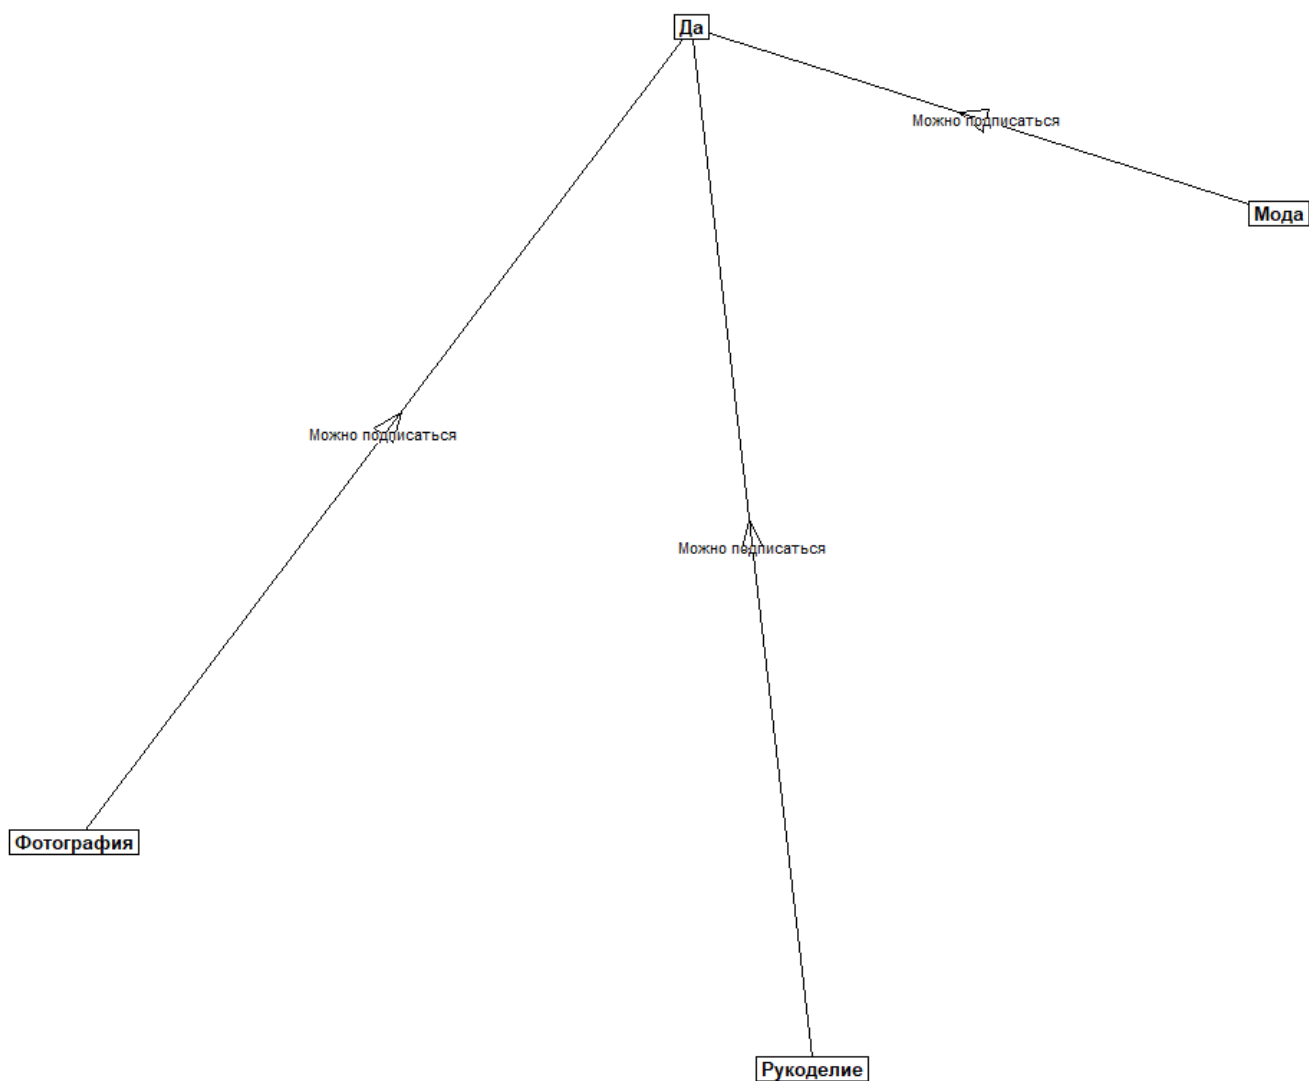 Да
Можно подписаться
Мода
Можно подписаться
Можно подписаться
Фотография
Рукоделие